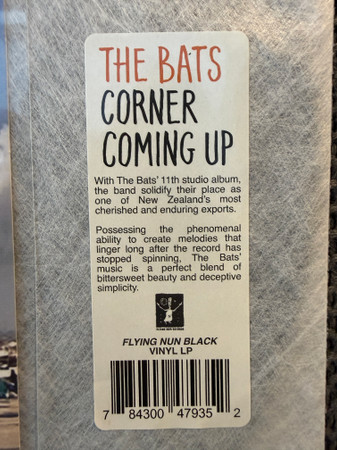 THE BATS
CORNER
COMING UP
With The Bats' 11th studio album,
the band solidify their place as
one of New Zealand's most
cherished and enduring exports.
Possessing the phenomenal
ability to create melodies that
linger long after the record has
stopped spinning, The Bats'
music is a perfect blend of
bittersweet beauty and deceptive
simplicity.
FLYING NUN RECORDS
FLYING NUN BLACK
VINYL LP
7 84300 47935 2